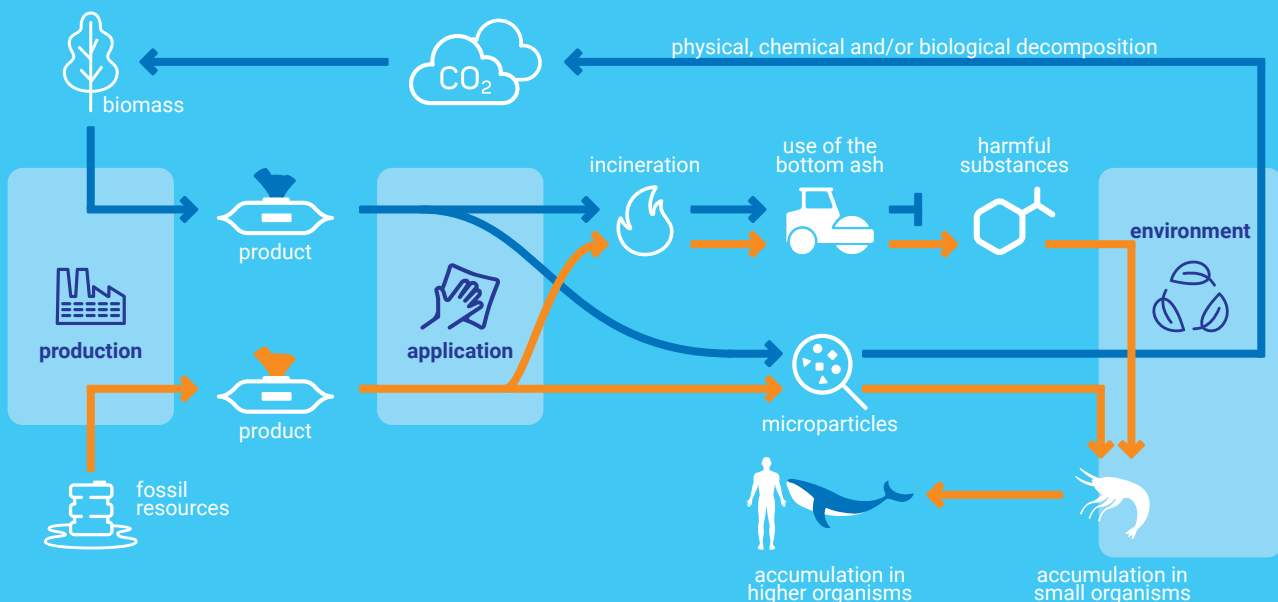 physical, chemical and/or biological decomposition
CO₂
biomass
incineration
use of the
bottom ash
harmful
substances
product
environment
production
application
product
microparticles
fossil
resources
accumulation in
higher organisms
accumulation in
small organisms